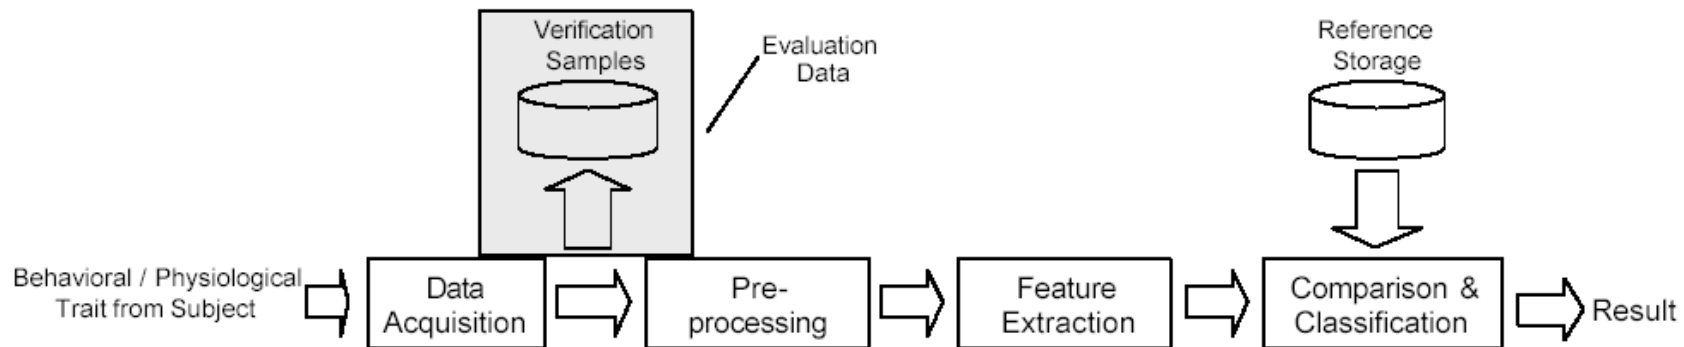 Verification
Samples
Evaluation
Data
Reference
Storage
Behavioral / Physiological
Trait from Subject
Data
Acquisition
Pre-
processing
Feature
Extraction
Comparison &
Classification
Result